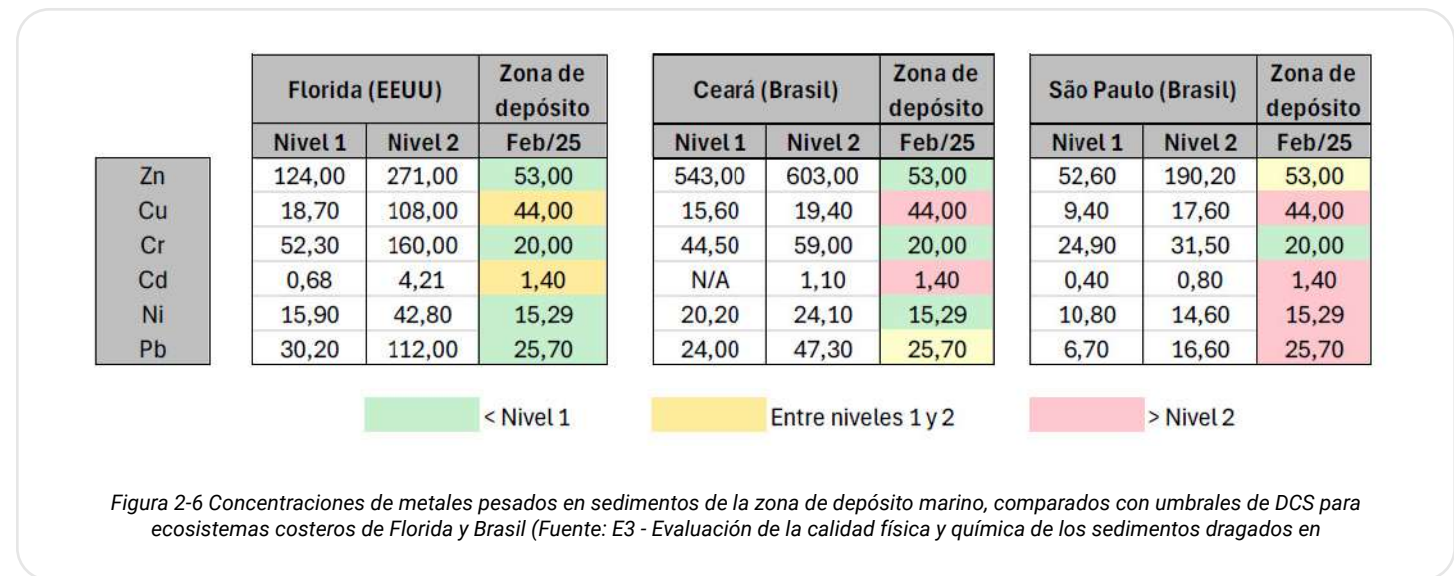 Florida (EEUU) Zona de depósito Ceará (Brasil) Zona de depósito São Paulo (Brasil) Zona de depósito
Nivel 1 Nivel 2 Feb/25 Nivel 1 Nivel 2 Feb/25 Nivel 1 Nivel 2 Feb/25
Zn 124,00 271,00 53,00 543,00 603,00 53,00 52,60 190,20 53,00
Cu 18,70 108,00 44,00 15,60 19,40 44,00 9,40 17,60 44,00
Cr 52,30 160,00 20,00 44,50 59,00 20,00 24,90 31,50 20,00
Cd 0,68 4,21 1,40 N/A 1,10 1,40 0,40 0,80 1,40
Ni 15,90 42,80 15,29 20,20 24,10 15,29 10,80 14,60 15,29
Pb 30,20 112,00 25,70 24,00 47,30 25,70 6,70 16,60 25,70
< Nivel 1 Entre niveles 1 y 2 > Nivel 2
Figura 2-6 Concentraciones de metales pesados en sedimentos de la zona de depósito marino, comparados con umbrales de DCS para
ecosistemas costeros de Florida y Brasil (Fuente: E3 - Evaluación de la calidad física y química de los sedimentos dragados en